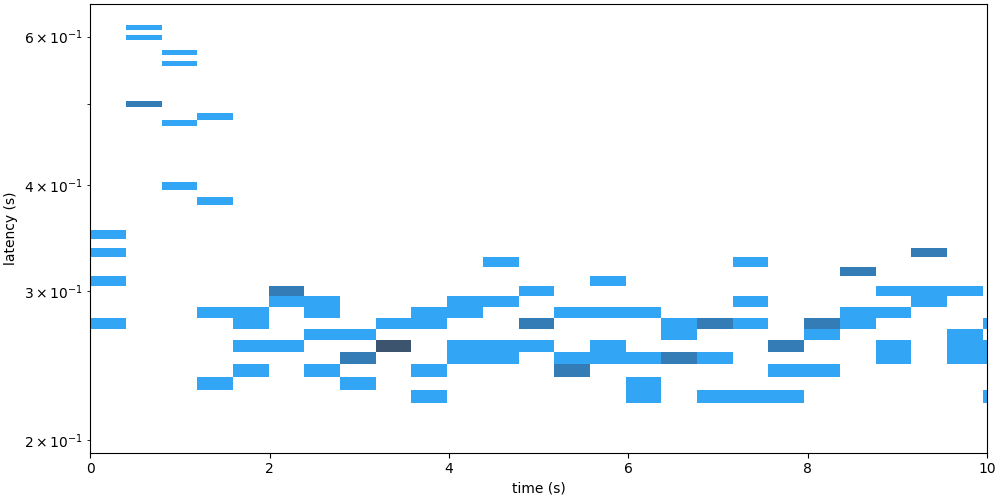 6 × 10⁻¹
4 × 10⁻¹
3 × 10⁻¹
2 × 10⁻¹
latency (s)
0 2 4 6 8 10
time (s)